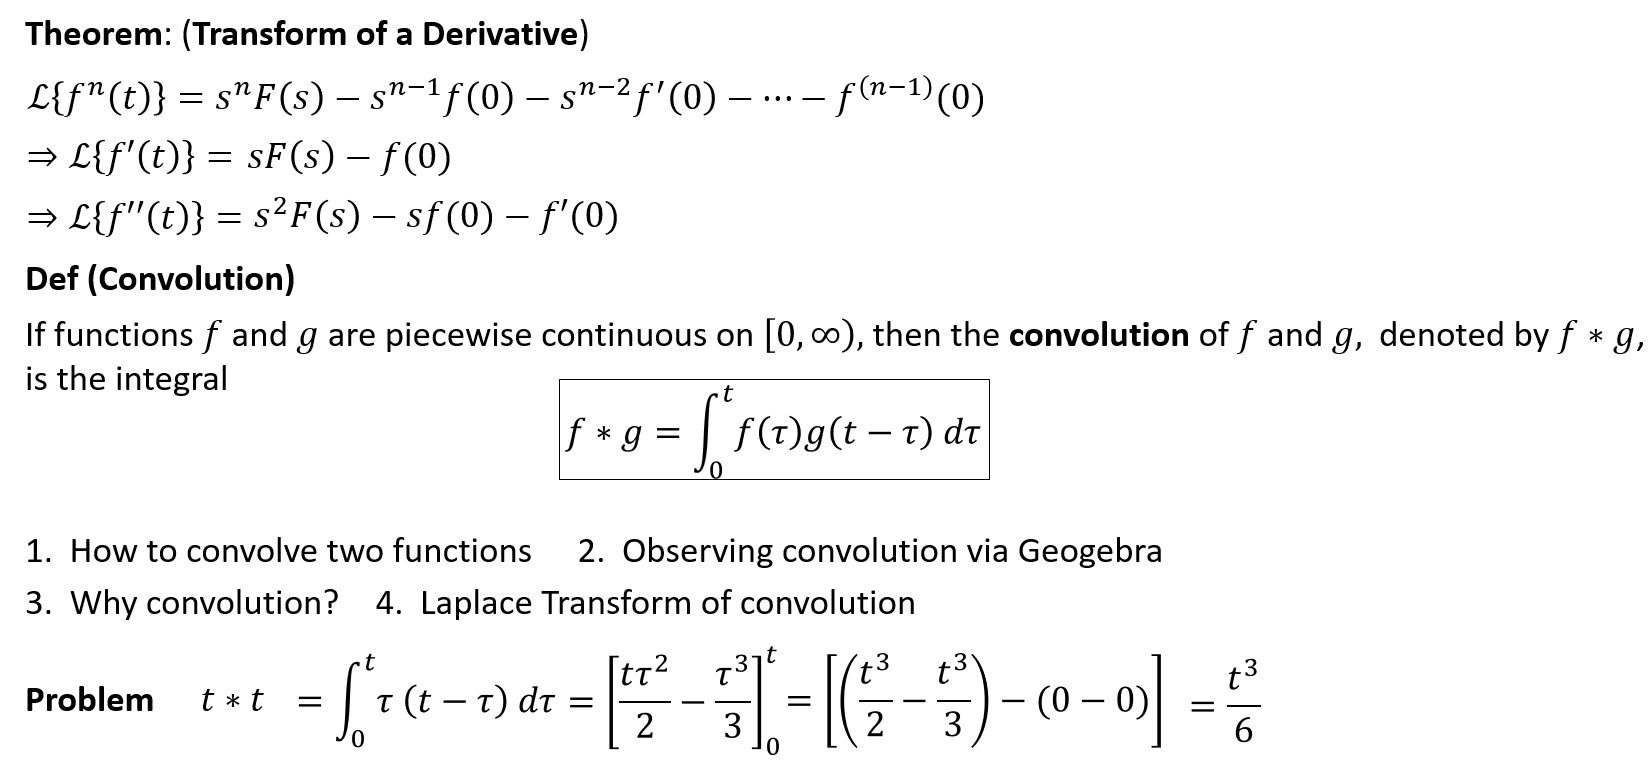 Theorem: (Transform of a Derivative)
ℒ{fⁿ(t)} = sⁿF(s) − sⁿ⁻¹f(0) − sⁿ⁻²f′(0) − ⋯ − f⁽ⁿ⁻¹⁾(0)
⇒ ℒ{f′(t)} = sF(s) − f(0)
⇒ ℒ{f′′(t)} = s²F(s) − sf(0) − f′(0)
Def (Convolution)
If functions f and g are piecewise continuous on [0, ∞), then the convolution of f and g, denoted by f ∗ g,
is the integral
f ∗ g = ∫₀ᵗ f(τ)g(t − τ) dτ
1. How to convolve two functions 2. Observing convolution via Geogebra
3. Why convolution? 4. Laplace Transform of convolution
Problem t ∗ t = ∫₀ᵗ τ (t − τ) dτ = [tτ²/2 − τ³/3]₀ᵗ = [(t³/2 − t³/3) − (0 − 0)] = t³/6